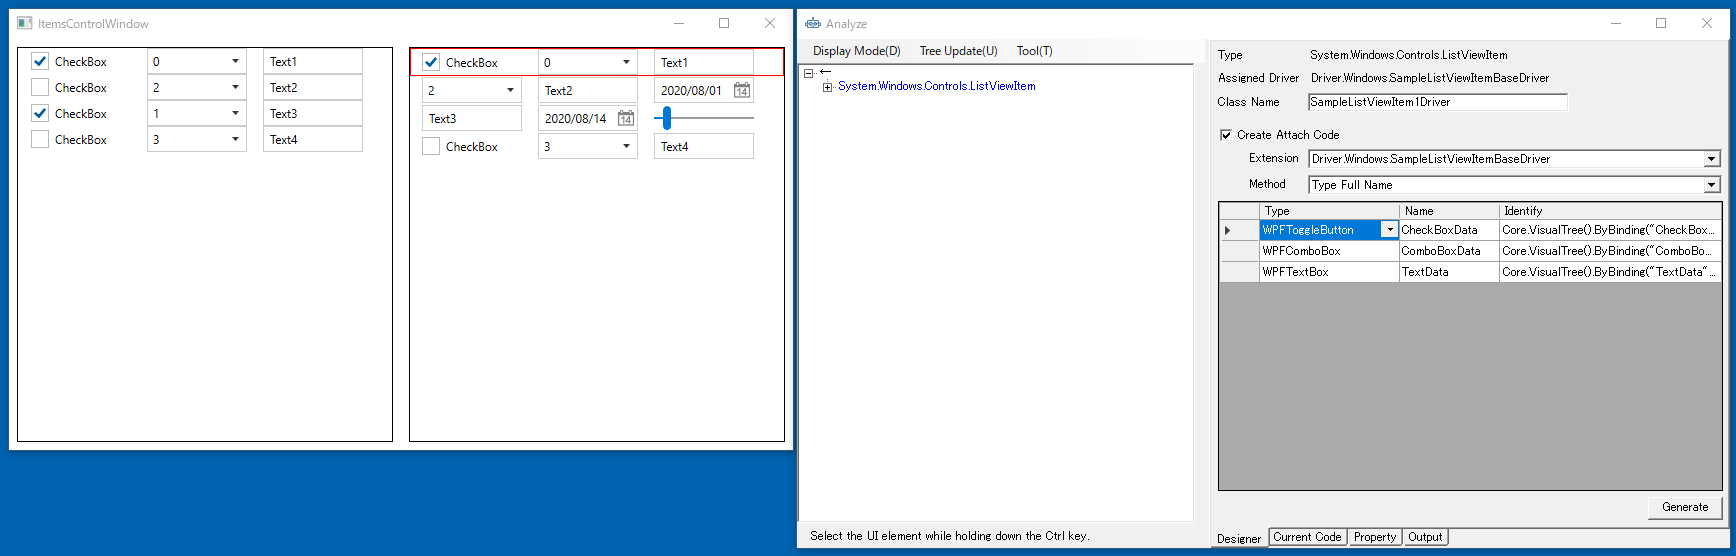 ItemsControlWindow
CheckBox 0 Text1
CheckBox 2 Text2
CheckBox 1 Text3
CheckBox 3 Text4
CheckBox 0 Text1
2 Text2 2020/08/01 14
Text3 2020/08/14 14
CheckBox 3 Text4
Analyze
Display Mode(D) Tree Update(U) Tool(T)
System.Windows.Controls.ListViewItem
Select the UI element while holding down the Ctrl key.
Type System.Windows.Controls.ListViewItem
Assigned Driver Driver.Windows.SampleListViewItemBaseDriver
Class Name SampleListViewItem1Driver
Create Attach Code
Extension Driver.Windows.SampleListViewItemBaseDriver
Method Type Full Name
Type Name Identify
WPFToggleButton CheckBoxData Core.VisualTree().ByBinding("CheckBox...
WPFComboBox ComboBoxData Core.VisualTree().ByBinding("ComboBo...
WPFTextBox TextData Core.VisualTree().ByBinding("TextData"...
Generate
Designer Current Code Property Output